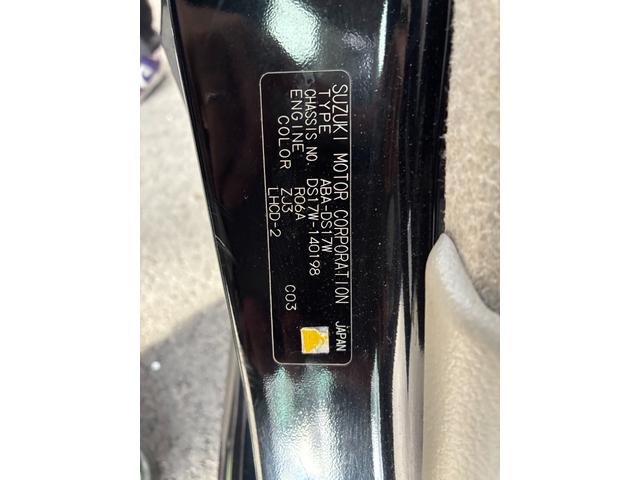 SUZUKI MOTOR CORPORATION JAPAN
TYPE ABA-DS17W
CHASSIS NO. DS17W-140198
ENGINE R06A
COLOR ZJ3 C03
LHCD-2